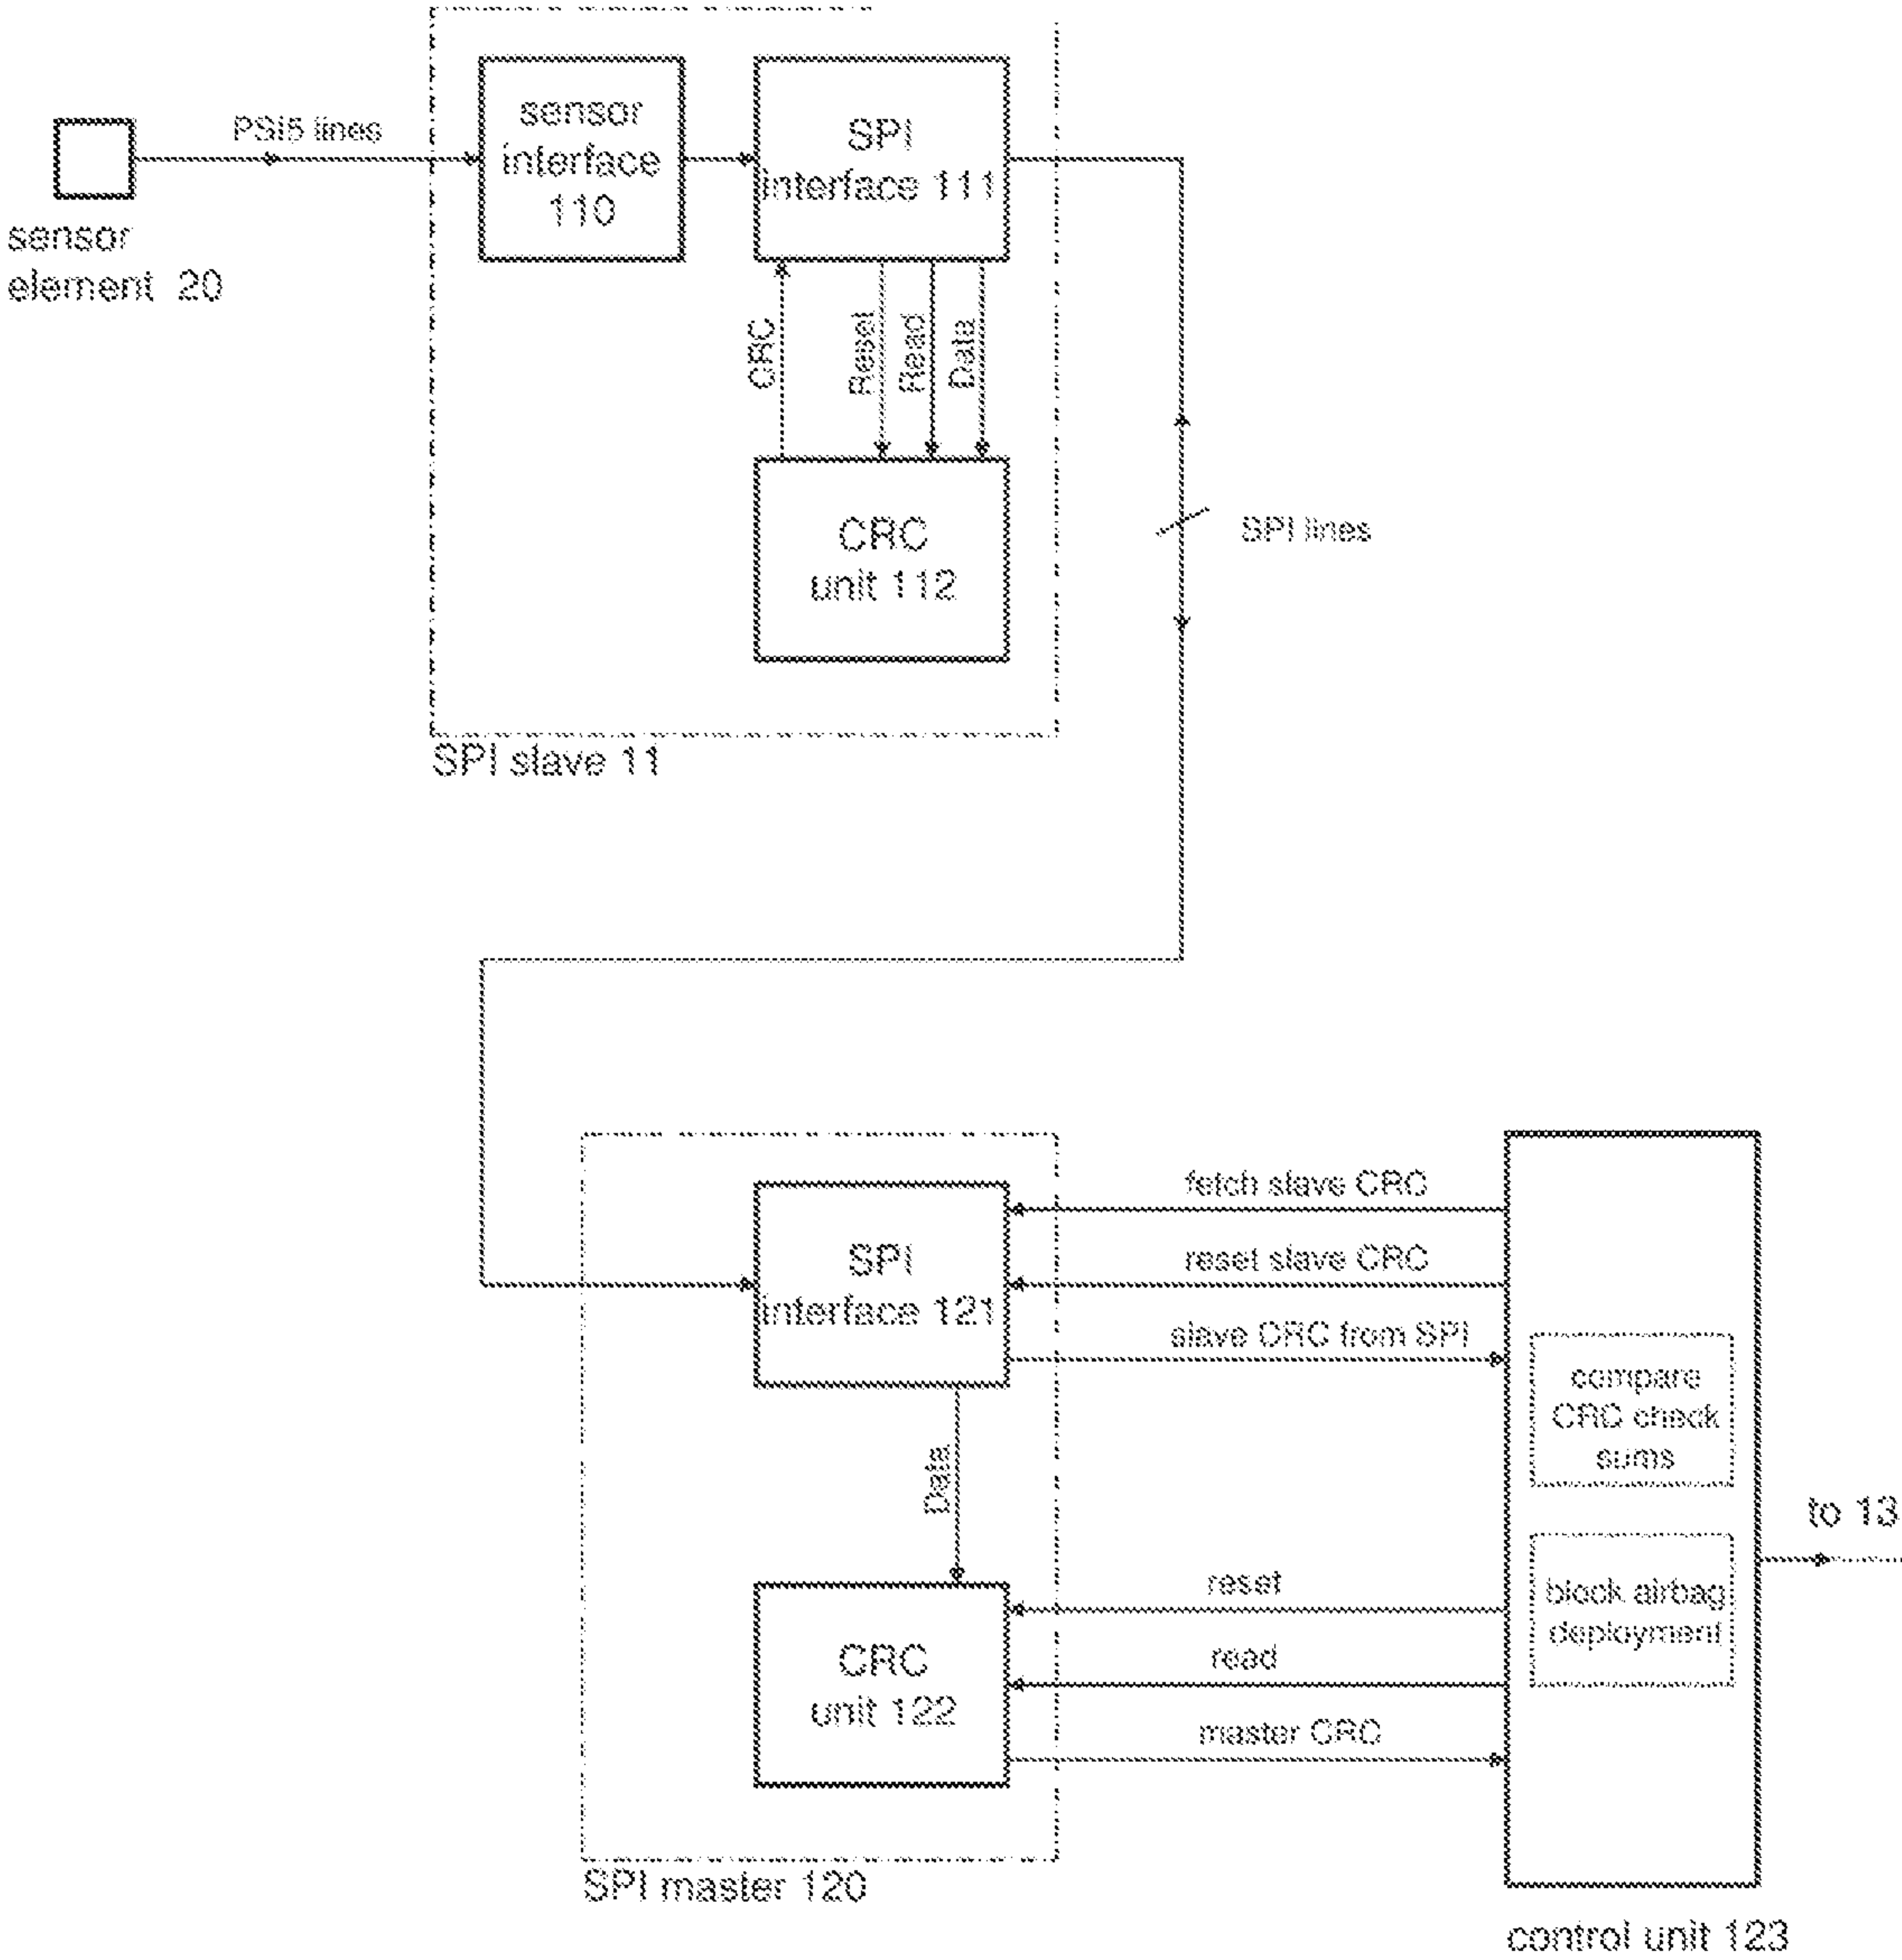 PSI5 lines
sensor
element 20
sensor
interface
110
SPI
interface 111
CRC
Reset
Read
Data
CRC
unit 112
SPI lines
SPI slave 11
fetch slave CRC
reset slave CRC
slave CRC from SPI
SPI
interface 121
Data
compare
CRC check
sums
to 13
block airbag
deployment
reset
read
master CRC
CRC
unit 122
SPI master 120
control unit 123